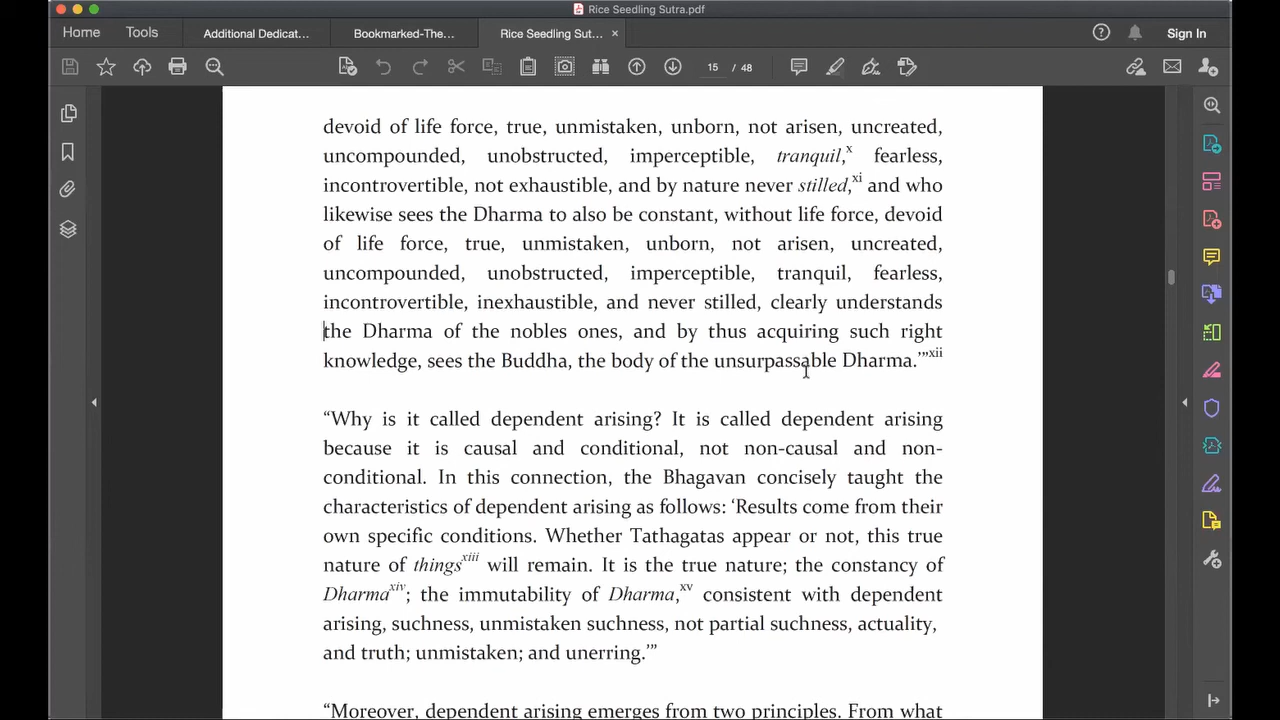 Rice Seedling Sutra.pdf
Home Tools Additional Dedicat... Bookmarked-The... Rice Seedling Sut... × Sign In
15 / 48
devoid of life force, true, unmistaken, unborn, not arisen, uncreated,
uncompounded, unobstructed, imperceptible, tranquil,x fearless,
incontrovertible, not exhaustible, and by nature never stilled,xi and who
likewise sees the Dharma to also be constant, without life force, devoid
of life force, true, unmistaken, unborn, not arisen, uncreated,
uncompounded, unobstructed, imperceptible, tranquil, fearless,
incontrovertible, inexhaustible, and never stilled, clearly understands
the Dharma of the nobles ones, and by thus acquiring such right
knowledge, sees the Buddha, the body of the unsurpassable Dharma.’”xii
“Why is it called dependent arising? It is called dependent arising
because it is causal and conditional, not non-causal and non-
conditional. In this connection, the Bhagavan concisely taught the
characteristics of dependent arising as follows: ‘Results come from their
own specific conditions. Whether Tathagatas appear or not, this true
nature of thingsxiii will remain. It is the true nature; the constancy of
Dharmaxiv; the immutability of Dharma,xv consistent with dependent
arising, suchness, unmistaken suchness, not partial suchness, actuality,
and truth; unmistaken; and unerring.’”
“Moreover, dependent arising emerges from two principles. From what